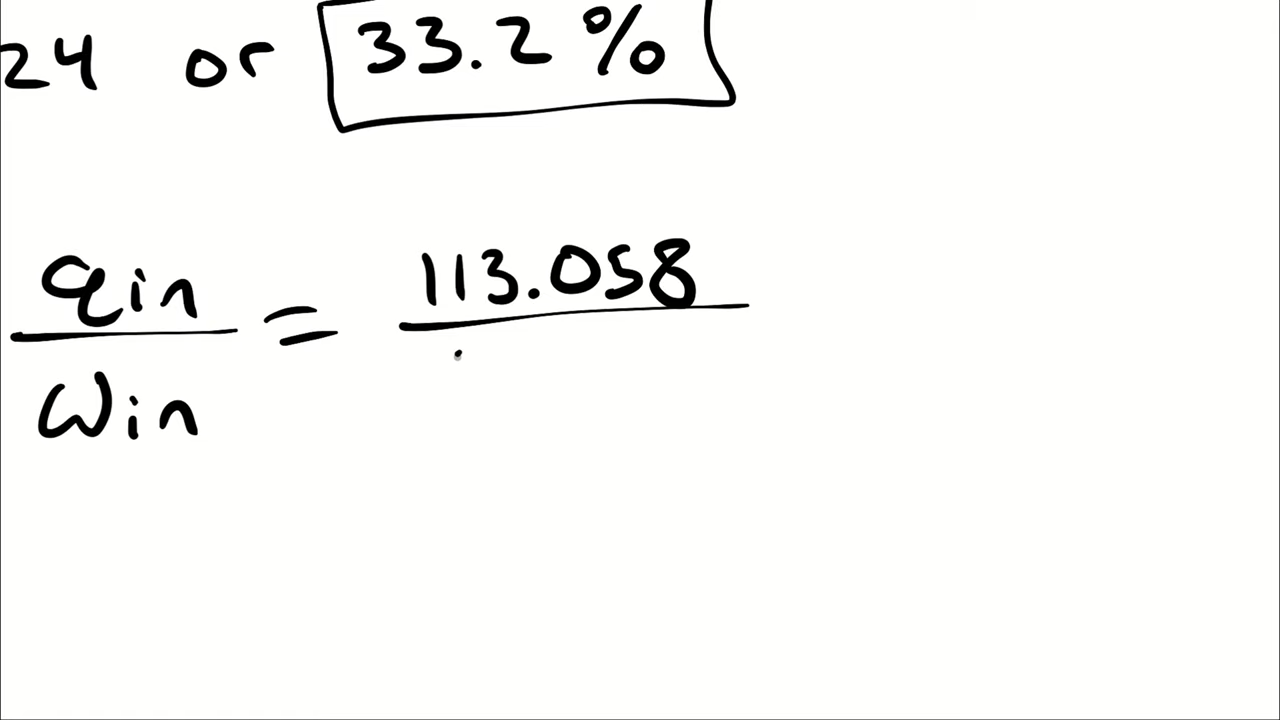 24 or 33.2%
qin = 113.058
win